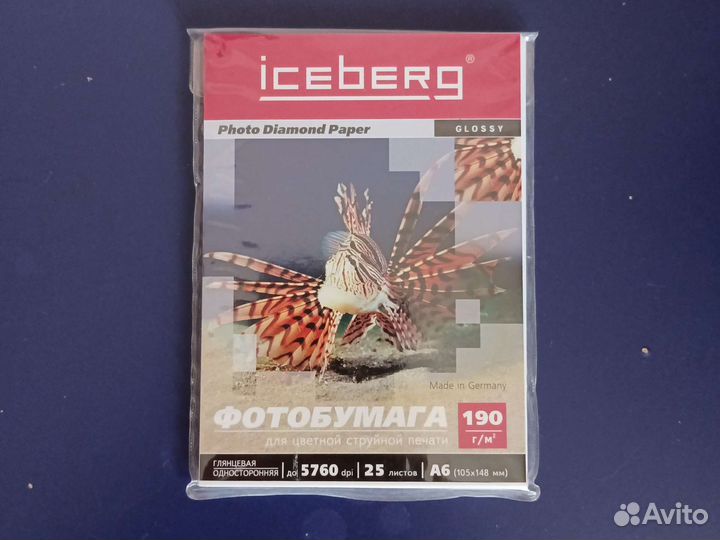 iceberg®
Photo Diamond Paper GLOSSY
Made in Germany
ФОТОБУМАГА 190
для цветной струйной печати г/м²
ГЛЯНЦЕВАЯ
ОДНОСТОРОННЯЯ до 5760 dpi 25 листов A6 (105x148 мм)
Avito